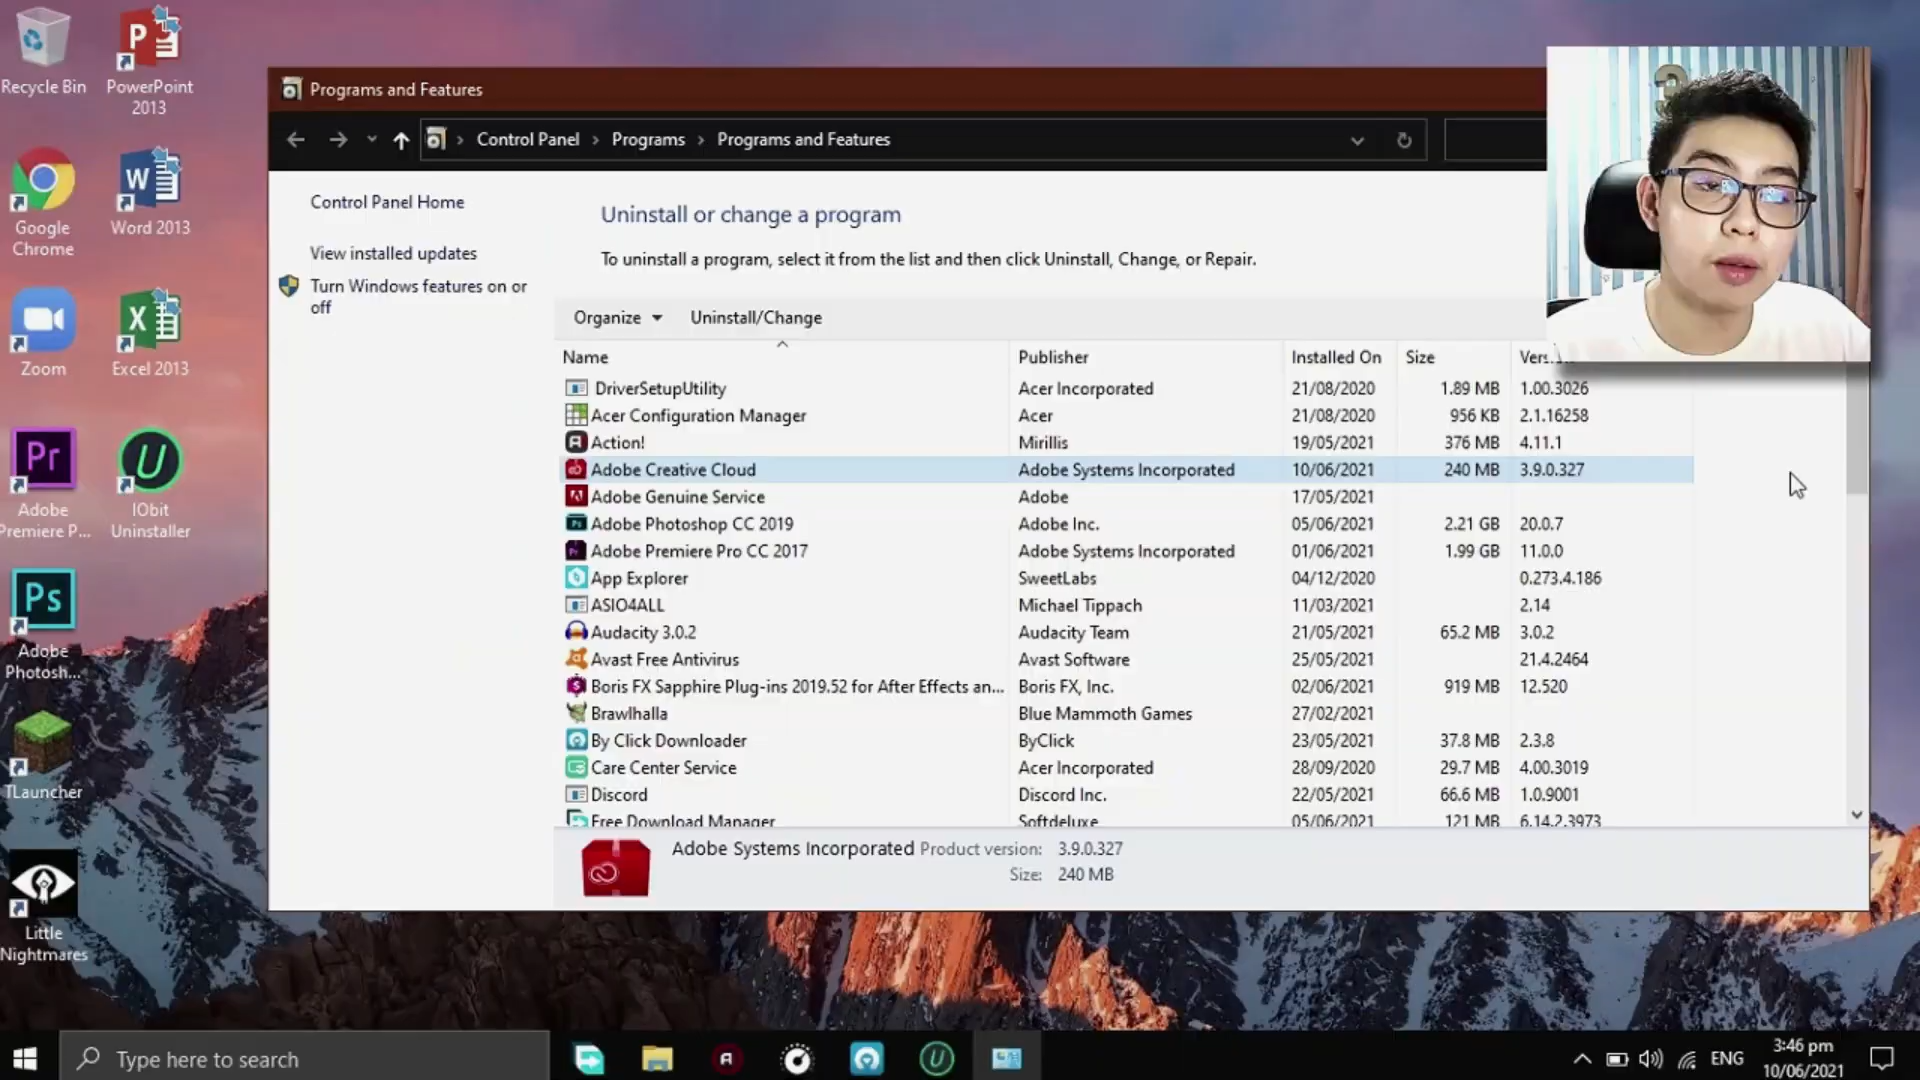 Recycle Bin
PowerPoint
2013
Google
Chrome
Word 2013
Zoom
Excel 2013
Adobe
Premiere P...
IObit
Uninstaller
Adobe
Photosh...
TLauncher
Little
Nightmares
Programs and Features
Control Panel > Programs > Programs and Features
Control Panel Home
View installed updates
Turn Windows features on or
off
Uninstall or change a program
To uninstall a program, select it from the list and then click Uninstall, Change, or Repair.
Organize Uninstall/Change
Name Publisher Installed On Size
DriverSetupUtility Acer Incorporated 21/08/2020 1.89 MB 1.00.3026
Acer Configuration Manager Acer 21/08/2020 956 KB 2.1.16258
Action! Mirillis 19/05/2021 376 MB 4.11.1
Adobe Creative Cloud Adobe Systems Incorporated 10/06/2021 240 MB 3.9.0.327
Adobe Genuine Service Adobe 17/05/2021
Adobe Photoshop CC 2019 Adobe Inc. 05/06/2021 2.21 GB 20.0.7
Adobe Premiere Pro CC 2017 Adobe Systems Incorporated 01/06/2021 1.99 GB 11.0.0
App Explorer SweetLabs 04/12/2020 0.273.4.186
ASIO4ALL Michael Tippach 11/03/2021 2.14
Audacity 3.0.2 Audacity Team 21/05/2021 65.2 MB 3.0.2
Avast Free Antivirus Avast Software 25/05/2021 21.4.2464
Boris FX Sapphire Plug-ins 2019.52 for After Effects an... Boris FX, Inc. 02/06/2021 919 MB 12.520
Brawlhalla Blue Mammoth Games 27/02/2021
By Click Downloader ByClick 23/05/2021 37.8 MB 2.3.8
Care Center Service Acer Incorporated 28/09/2020 29.7 MB 4.00.3019
Discord Discord Inc. 22/05/2021 66.6 MB 1.0.9001
Free Download Manager Softdeluxe 05/06/2021 121 MB 6.14.2.3973
Adobe Systems Incorporated Product version: 3.9.0.327
Size: 240 MB
Type here to search
ENG
3:46 pm
10/06/2021